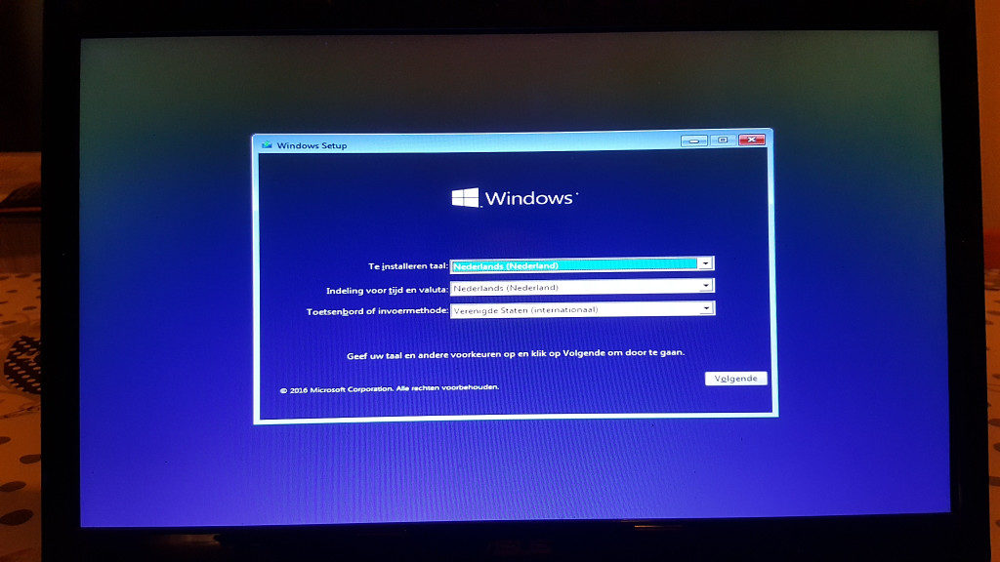 Windows Setup
Windows
Te installeren taal: Nederlands (Nederland)
Indeling voor tijd en valuta: Nederlands (Nederland)
Toetsenbord of invoermethode: Verenigde Staten (internationaal)
Geef uw taal en andere voorkeuren op en klik op Volgende om door te gaan.
Volgende
© 2016 Microsoft Corporation. Alle rechten voorbehouden.
ASUS